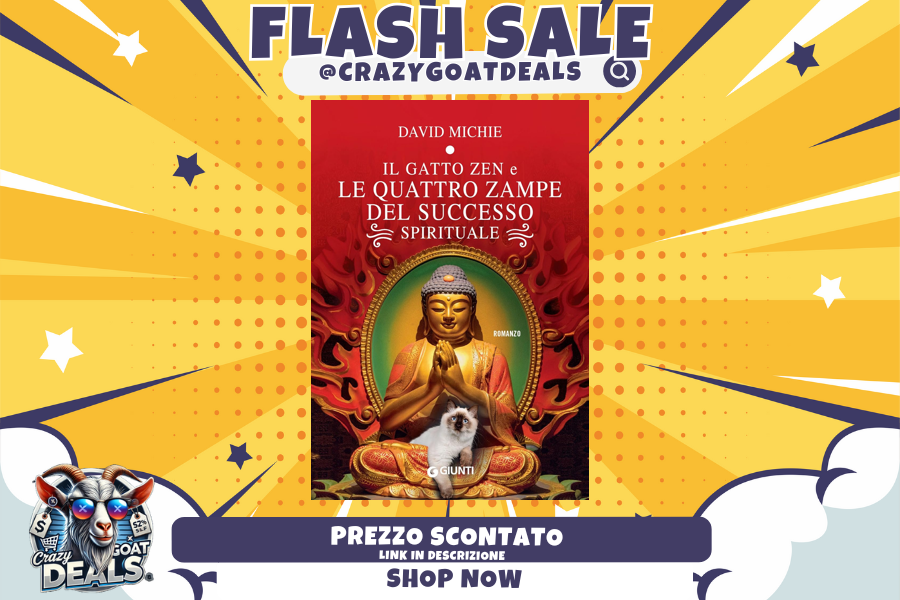 FLASH SALE
@CRAZYGOATDEALS
DAVID MICHIE
IL GATTO ZEN e
LE QUATTRO ZAMPE
DEL SUCCESSO
SPIRITUALE
ROMANZO
GIUNTI
$
52%
Crazy
GOAT
DEALS
PREZZO SCONTATO
LINK IN DESCRIZIONE
SHOP NOW